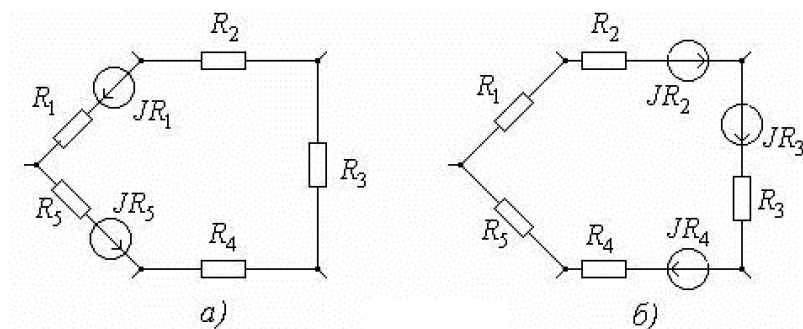 R₂
R₁
JR₁
R₃
R₅
JR₅
R₄
а)
R₂
R₁
JR₂
JR₃
R₃
R₅
R₄
JR₄
б)